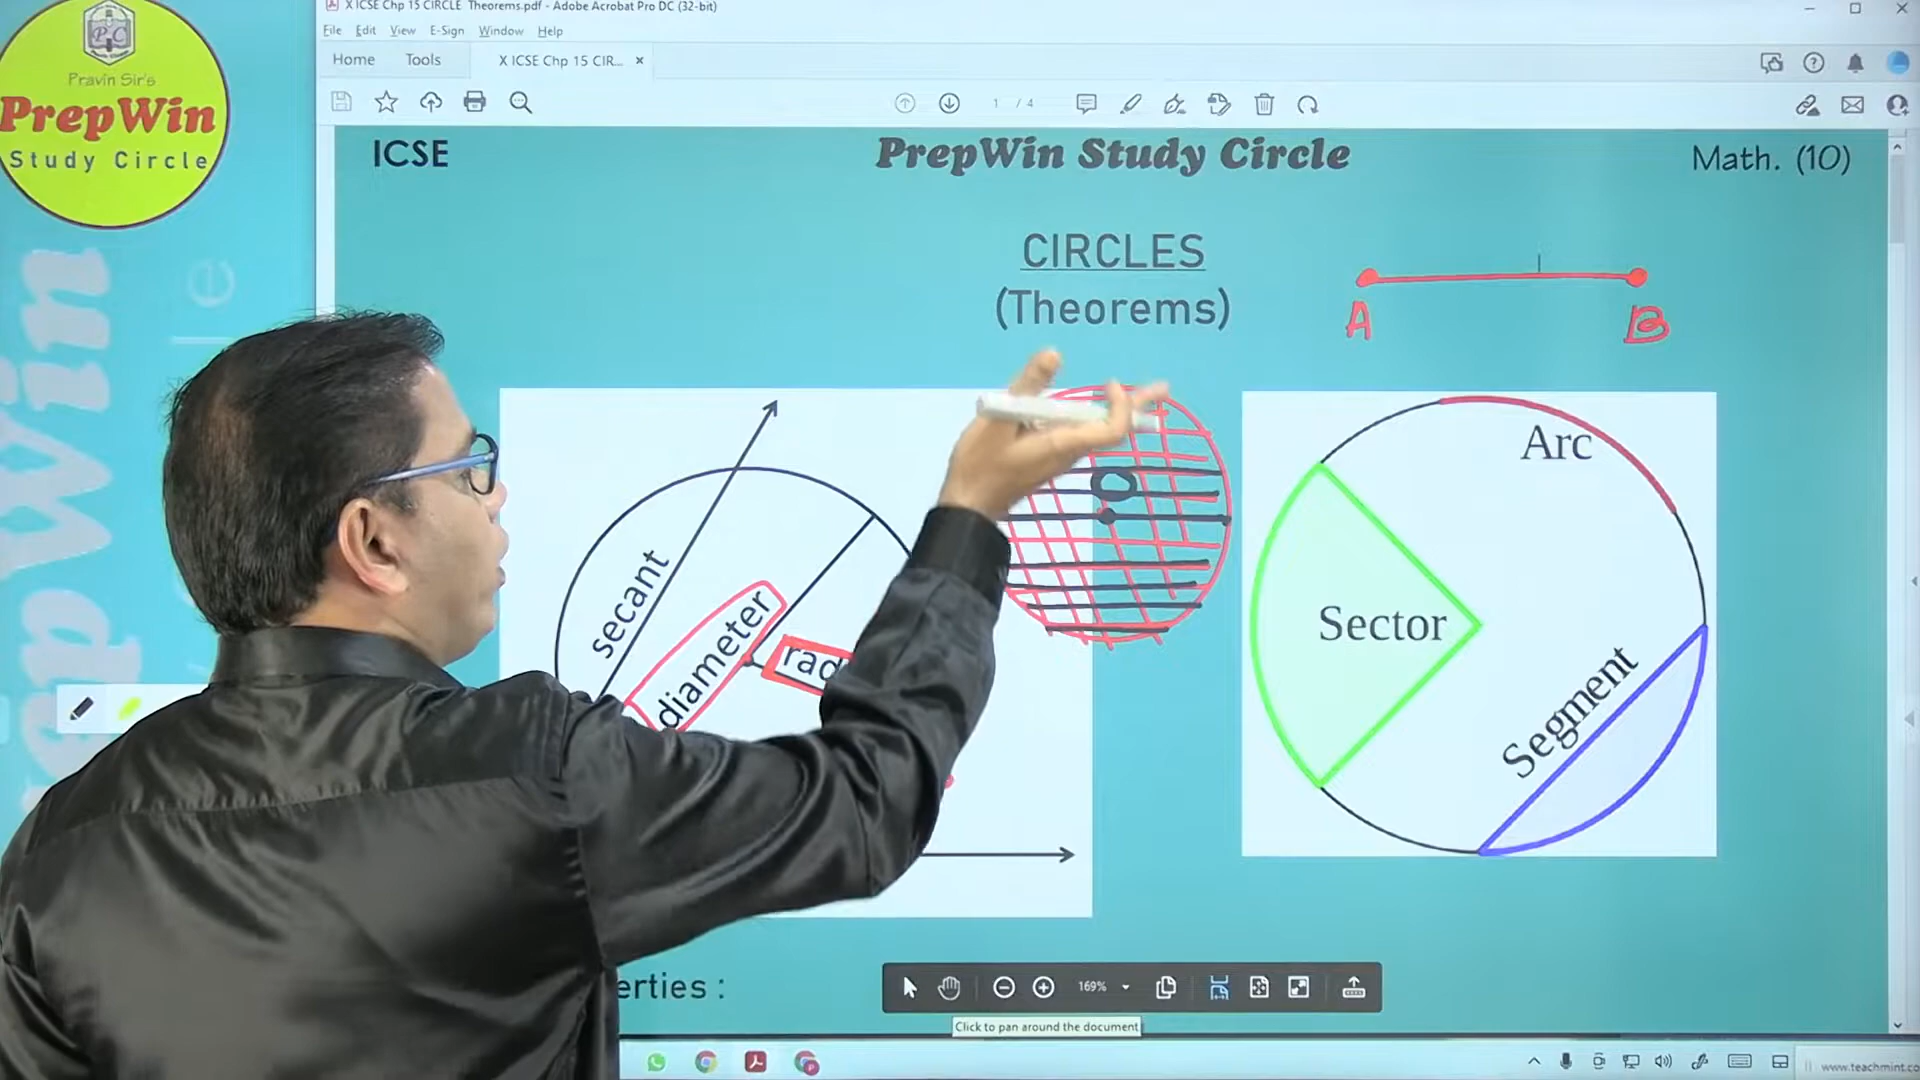 X ICSE Chp 15 CIRCLE Theorems.pdf - Adobe Acrobat Pro DC (32-bit)
File Edit View E-Sign Window Help
Home Tools X ICSE Chp 15 CIR... ×
1 / 4
PC
Pravin Sir's
PrepWin
Study Circle
ICSE
PrepWin Study Circle
Math. (10)
CIRCLES
(Theorems)
A B
secant
diameter
rad
O
Arc
Sector
Segment
erties :
169%
Click to pan around the document
www.teachmint.co